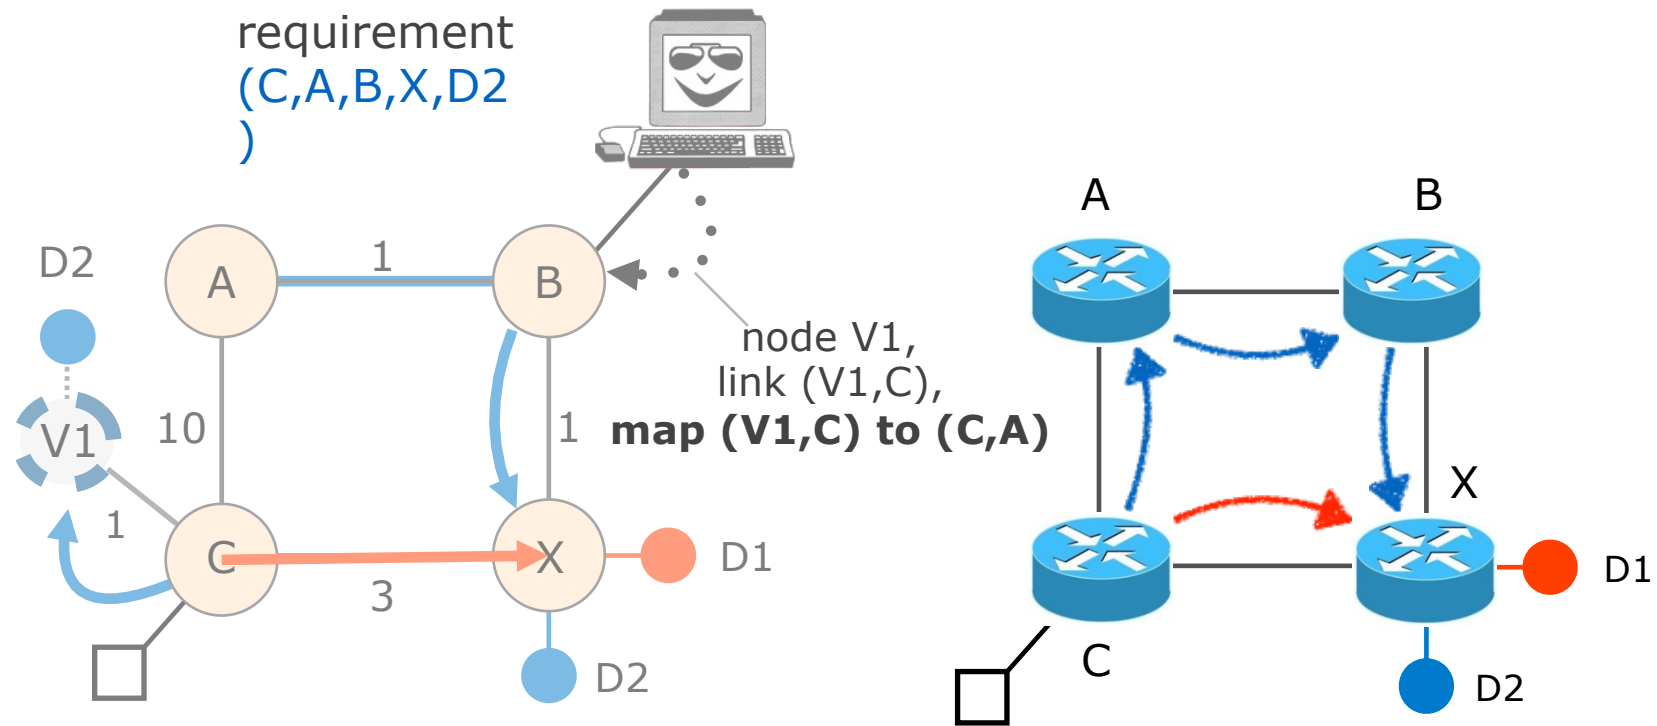 requirement
(C,A,B,X,D2
)
A
B
D2
A
1
B
node V1,
link (V1,C),
V1
10
1
map (V1,C) to (C,A)
X
1
C
3
X
D1
D1
C
D2
D2